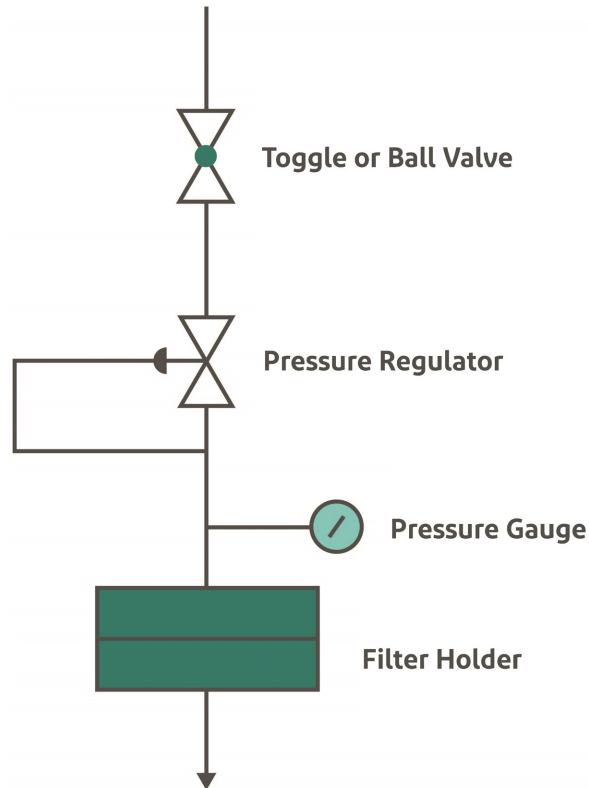 Toggle or Ball Valve
Pressure Regulator
Pressure Gauge
Filter Holder